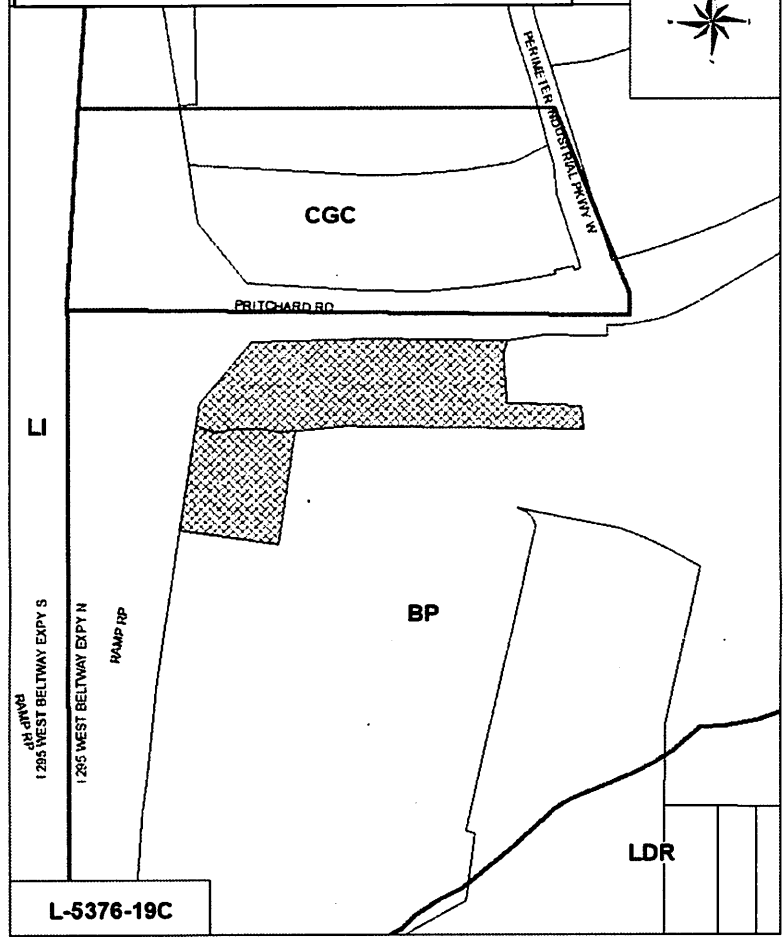 PERIMETER INDUSTRIAL PKWY W
CGC
PRITCHARD RD
LI
BP
I 295 WEST BELTWAY EXPY S
RAMP RP
I 295 WEST BELTWAY EXPY N
RAMP RP
LDR
L-5376-19C